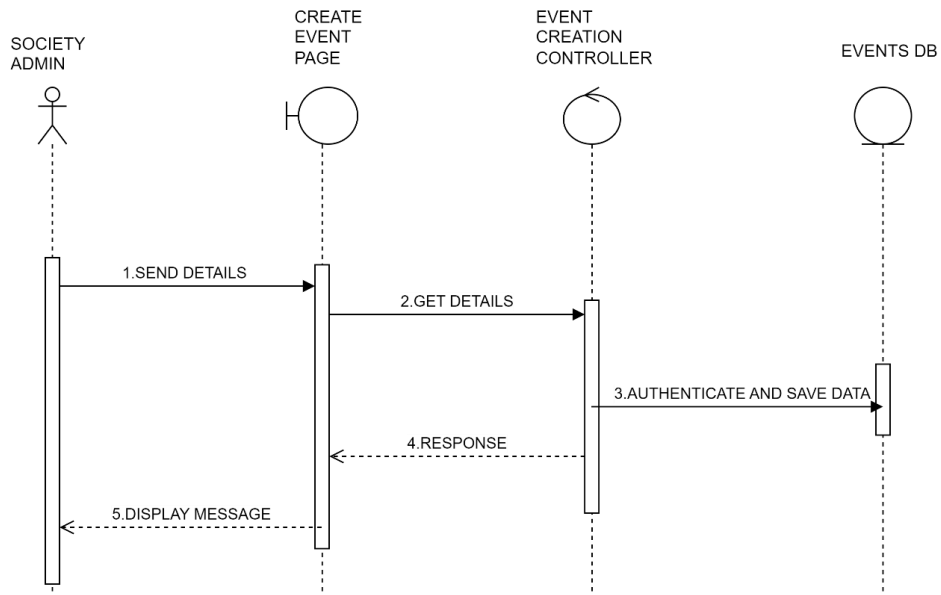 SOCIETY
ADMIN
CREATE
EVENT
PAGE
EVENT
CREATION
CONTROLLER
EVENTS DB
1.SEND DETAILS
2.GET DETAILS
3.AUTHENTICATE AND SAVE DATA
4.RESPONSE
5.DISPLAY MESSAGE